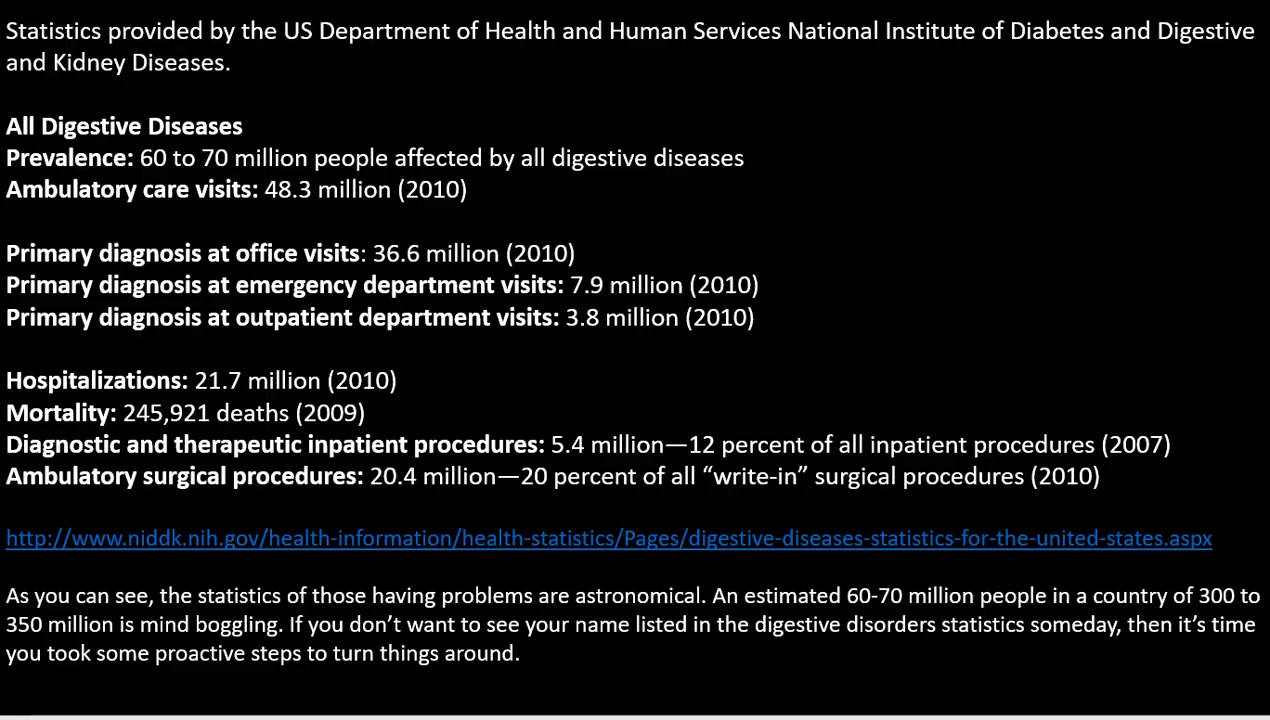 Statistics provided by the US Department of Health and Human Services National Institute of Diabetes and Digestive
and Kidney Diseases.
All Digestive Diseases
Prevalence: 60 to 70 million people affected by all digestive diseases
Ambulatory care visits: 48.3 million (2010)
Primary diagnosis at office visits: 36.6 million (2010)
Primary diagnosis at emergency department visits: 7.9 million (2010)
Primary diagnosis at outpatient department visits: 3.8 million (2010)
Hospitalizations: 21.7 million (2010)
Mortality: 245,921 deaths (2009)
Diagnostic and therapeutic inpatient procedures: 5.4 million—12 percent of all inpatient procedures (2007)
Ambulatory surgical procedures: 20.4 million—20 percent of all “write-in” surgical procedures (2010)
http://www.niddk.nih.gov/health-information/health-statistics/Pages/digestive-diseases-statistics-for-the-united-states.aspx
As you can see, the statistics of those having problems are astronomical. An estimated 60-70 million people in a country of 300 to
350 million is mind boggling. If you don’t want to see your name listed in the digestive disorders statistics someday, then it’s time
you took some proactive steps to turn things around.